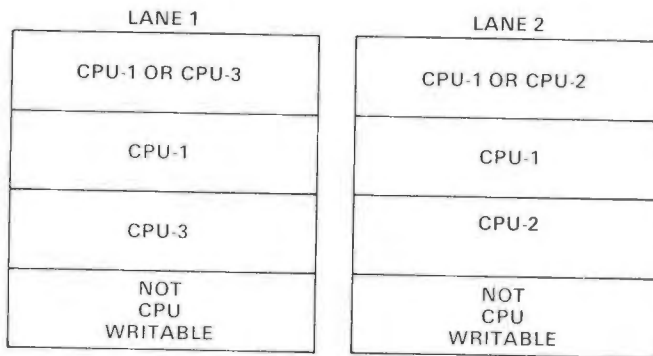 LANE 1
CPU-1 OR CPU-3
CPU-1
CPU-3
NOT
CPU
WRITABLE
LANE 2
CPU-1 OR CPU-2
CPU-1
CPU-2
NOT
CPU
WRITABLE